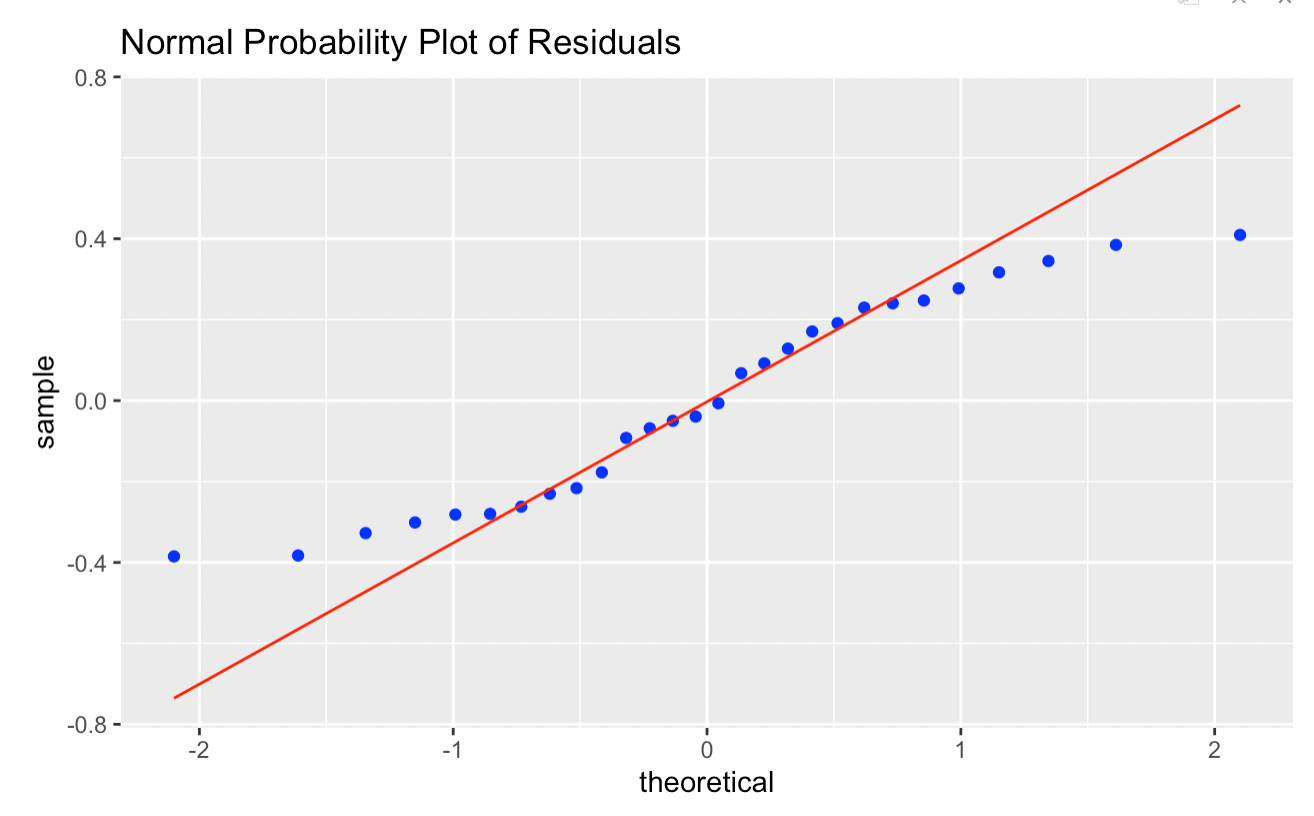 Normal Probability Plot of Residuals
0.8
0.4
0.0
-0.4
-0.8
sample
-2 -1 0 1 2
theoretical